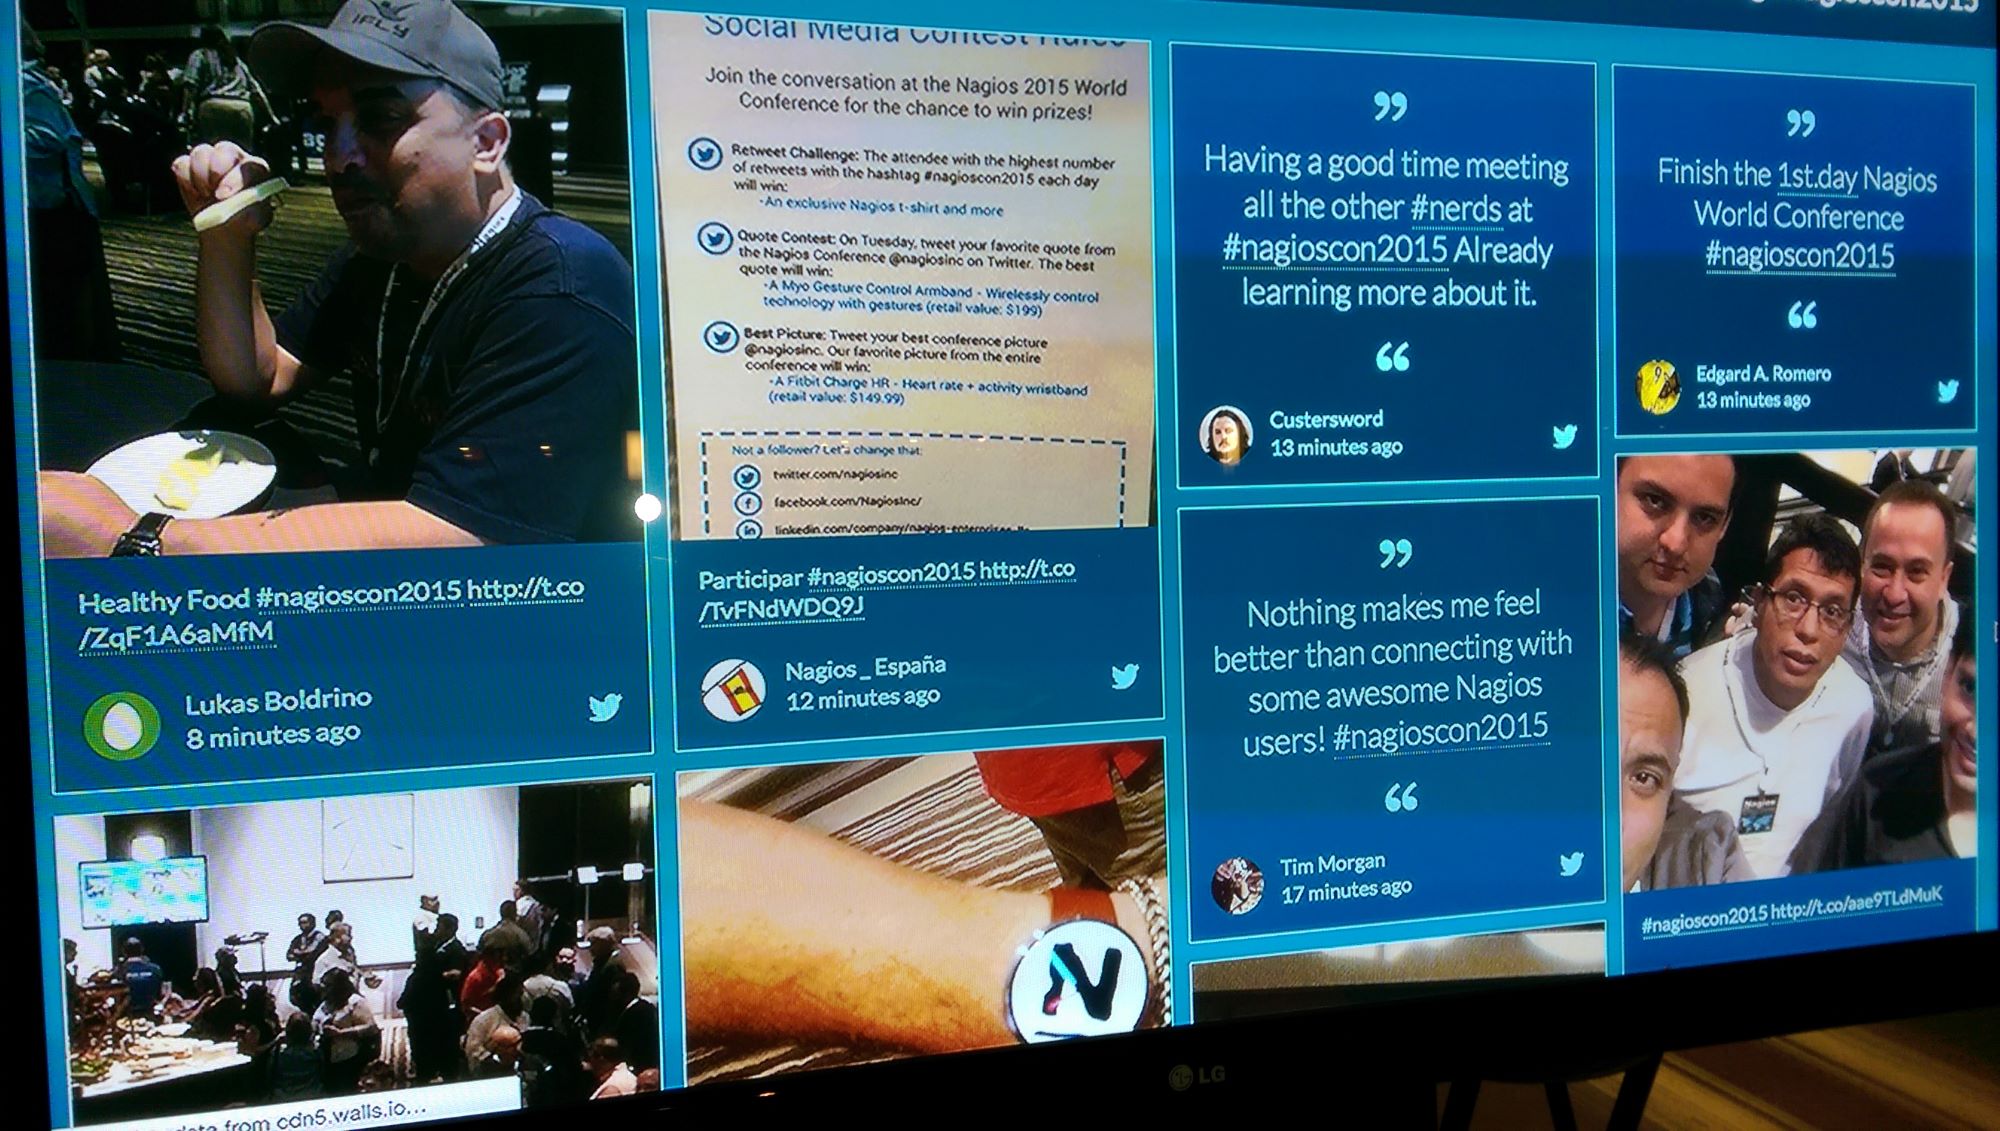 IFLY
Healthy Food #nagioscon2015 http://t.co
/ZqF1A6aMfM
Lukas Boldrino
8 minutes ago
data from cdn5.walls.io...
Social Media Contest Rules
Join the conversation at the Nagios 2015 World
Conference for the chance to win prizes!
Retweet Challenge: The attendee with the highest number
of retweets with the hashtag #nagioscon2015 each day
will win:
-An exclusive Nagios t-shirt and more
Quote Contest: On Tuesday, tweet your favorite quote from
the Nagios Conference @nagiosinc on Twitter. The best
quote will win:
-A Myo Gesture Control Armband - Wirelessly control
technology with gestures (retail value: $199)
Best Picture: Tweet your best conference picture
@nagiosinc. Our favorite picture from the entire
conference will win:
-A Fitbit Charge HR - Heart rate + activity wristband
(retail value: $149.99)
Not a follower? Let's change that:
twitter.com/nagiosinc
facebook.com/NagiosInc/
linkedin.com/company/nagios-enterprises-llc
Participar #nagioscon2015 http://t.co
/TvFNdWDQ9J
Nagios_España
12 minutes ago
N
”
Having a good time meeting
all the other #nerds at
#nagioscon2015 Already
learning more about it.
“
Custersword
13 minutes ago
”
Nothing makes me feel
better than connecting with
some awesome Nagios
users! #nagioscon2015
“
Tim Morgan
17 minutes ago
#nagioscon2015
”
Finish the 1st.day Nagios
World Conference
#nagioscon2015
“
Edgard A. Romero
13 minutes ago
Nagios
#nagioscon2015 http://t.co/aae9TLdMuK
LG